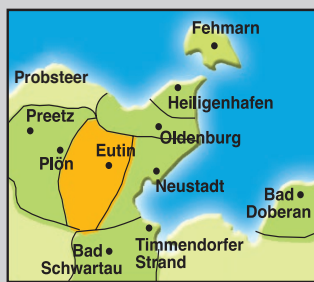 Fehmarn
Probsteer
Heiligenhafen
Preetz
Oldenburg
Plön
Eutin
Neustadt
Bad
Doberan
Bad
Schwartau
Timmendorfer
Strand